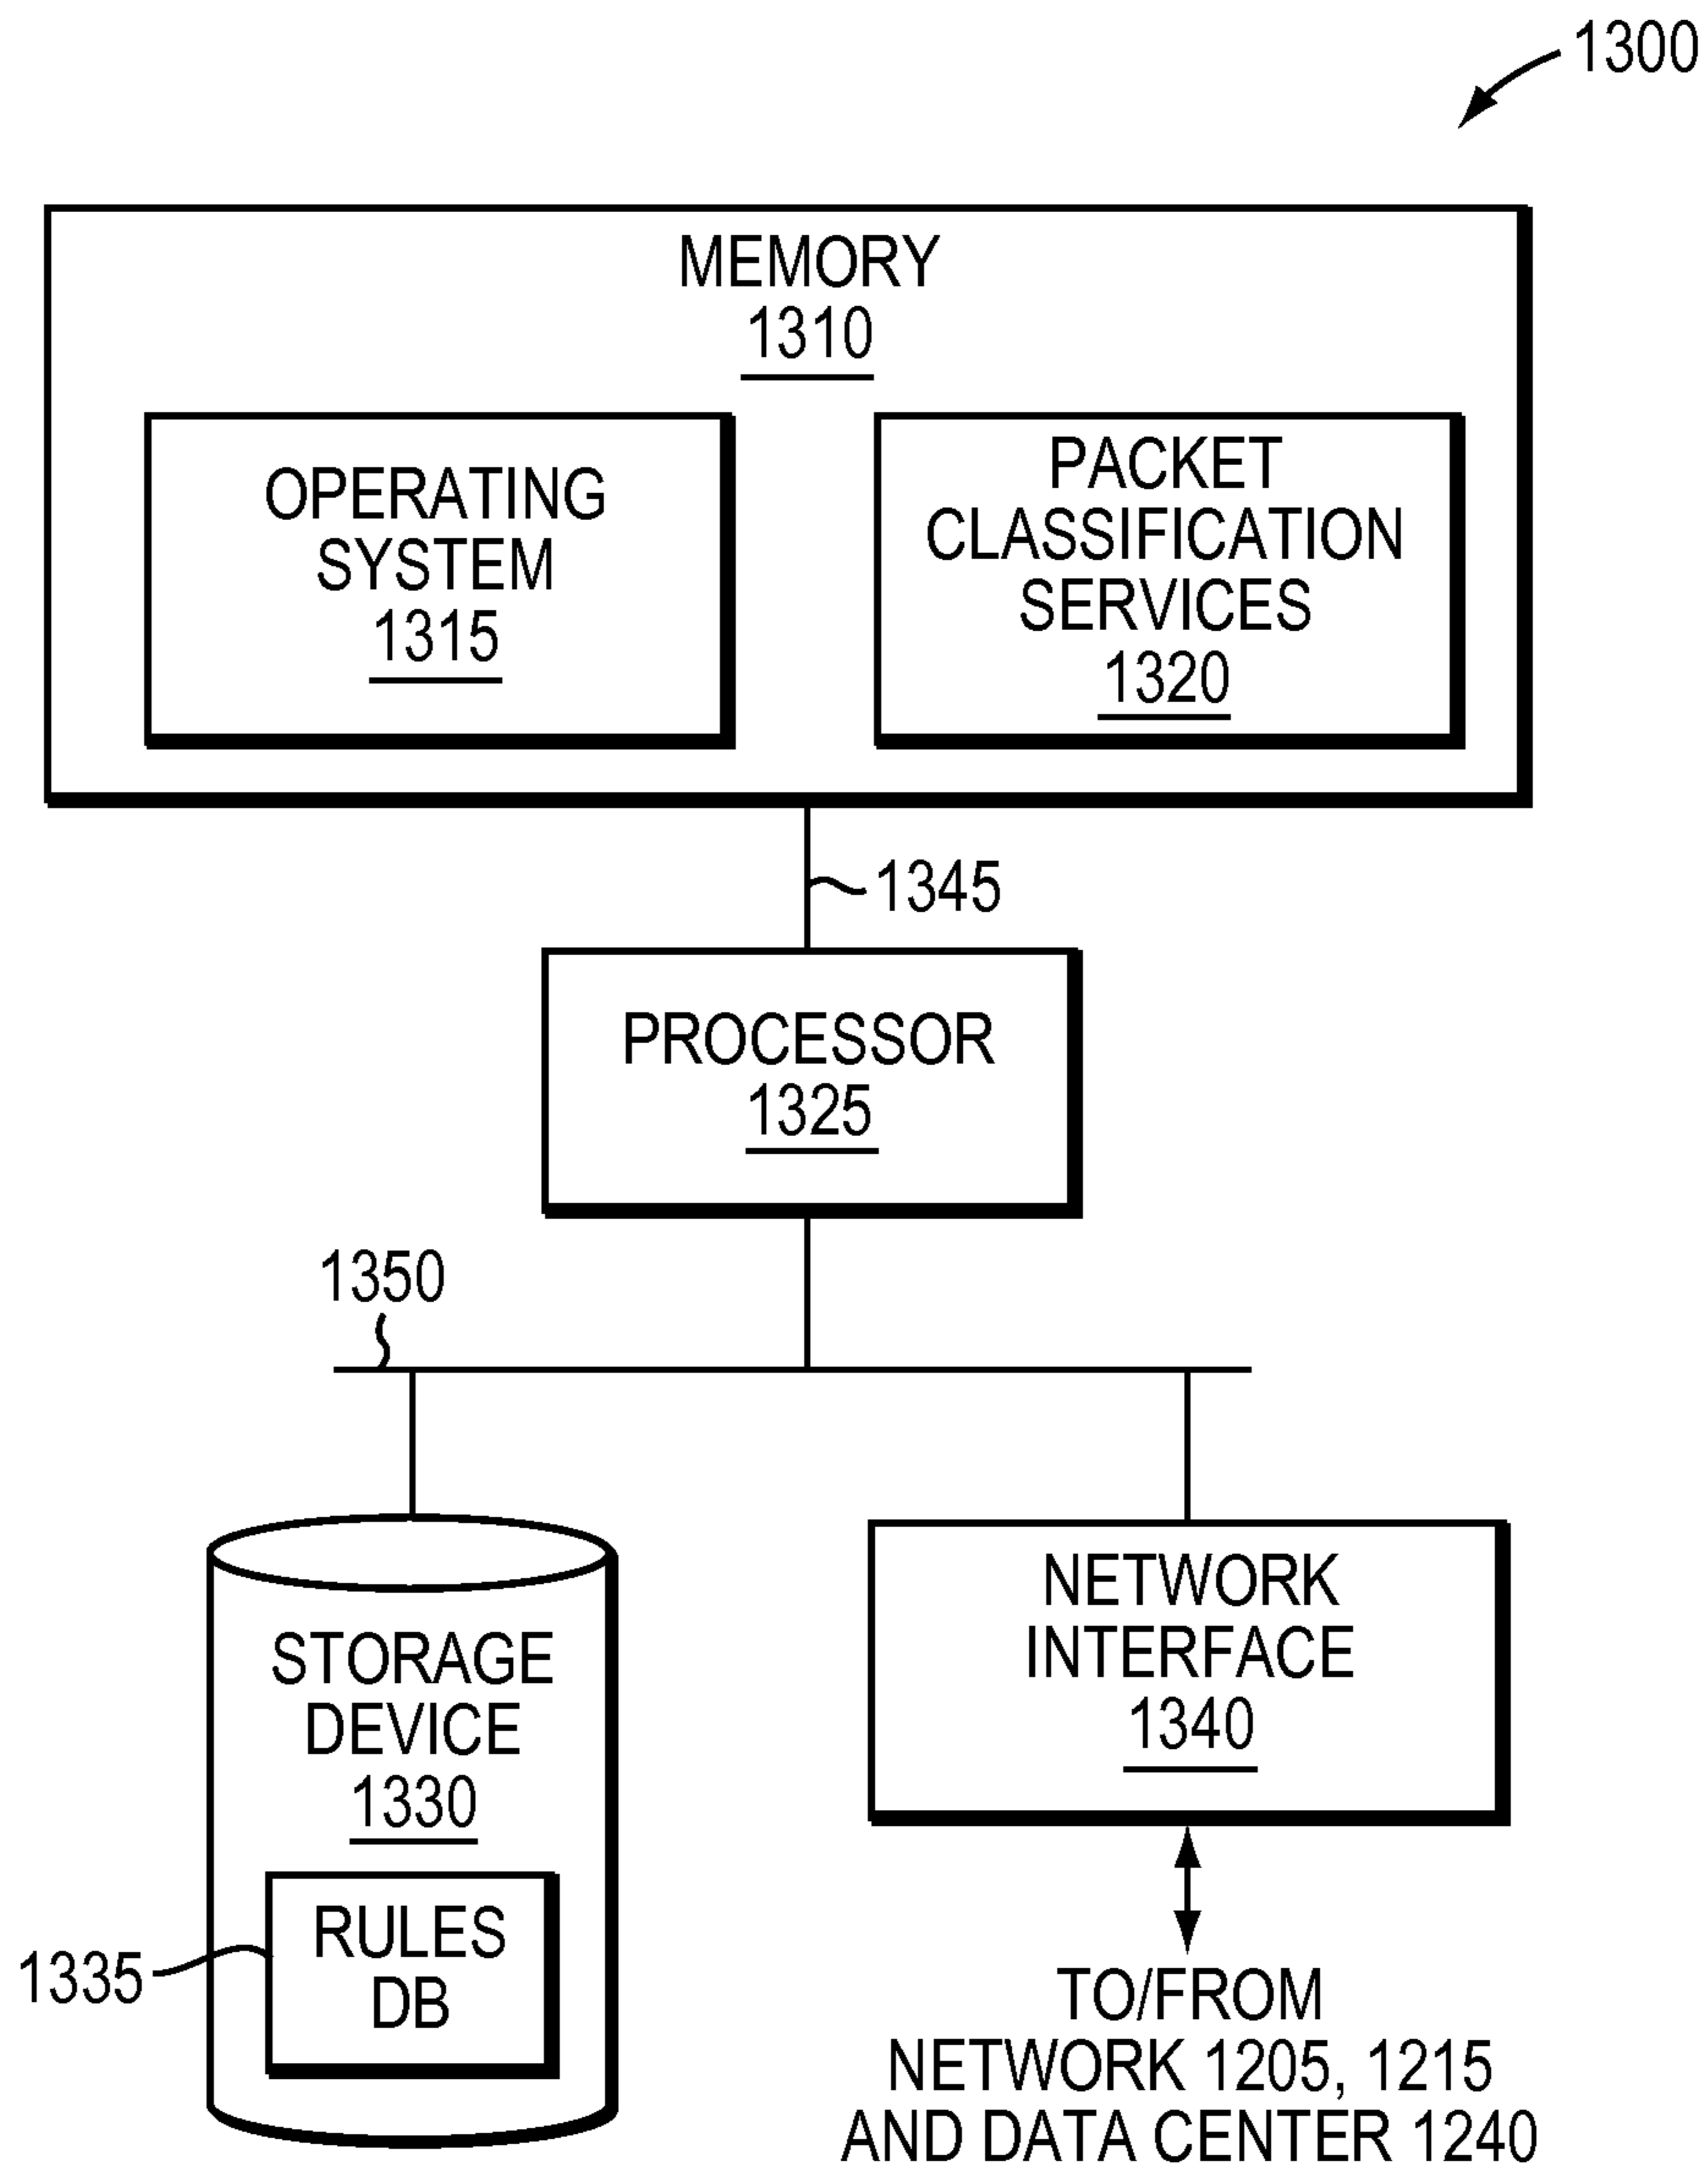 1300
MEMORY
1310
OPERATING
SYSTEM
1315
PACKET
CLASSIFICATION
SERVICES
1320
1345
PROCESSOR
1325
1350
STORAGE
DEVICE
1330
RULES
DB
1335
NETWORK
INTERFACE
1340
TO/FROM
NETWORK 1205, 1215
AND DATA CENTER 1240